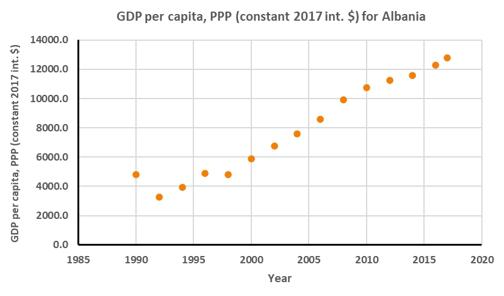 GDP per capita, PPP (constant 2017 int. $) for Albania
GDP per capita, PPP (constant 2017 int. $)
14000.0
12000.0
10000.0
8000.0
6000.0
4000.0
2000.0
0.0
1985 1990 1995 2000 2005 2010 2015 2020
Year